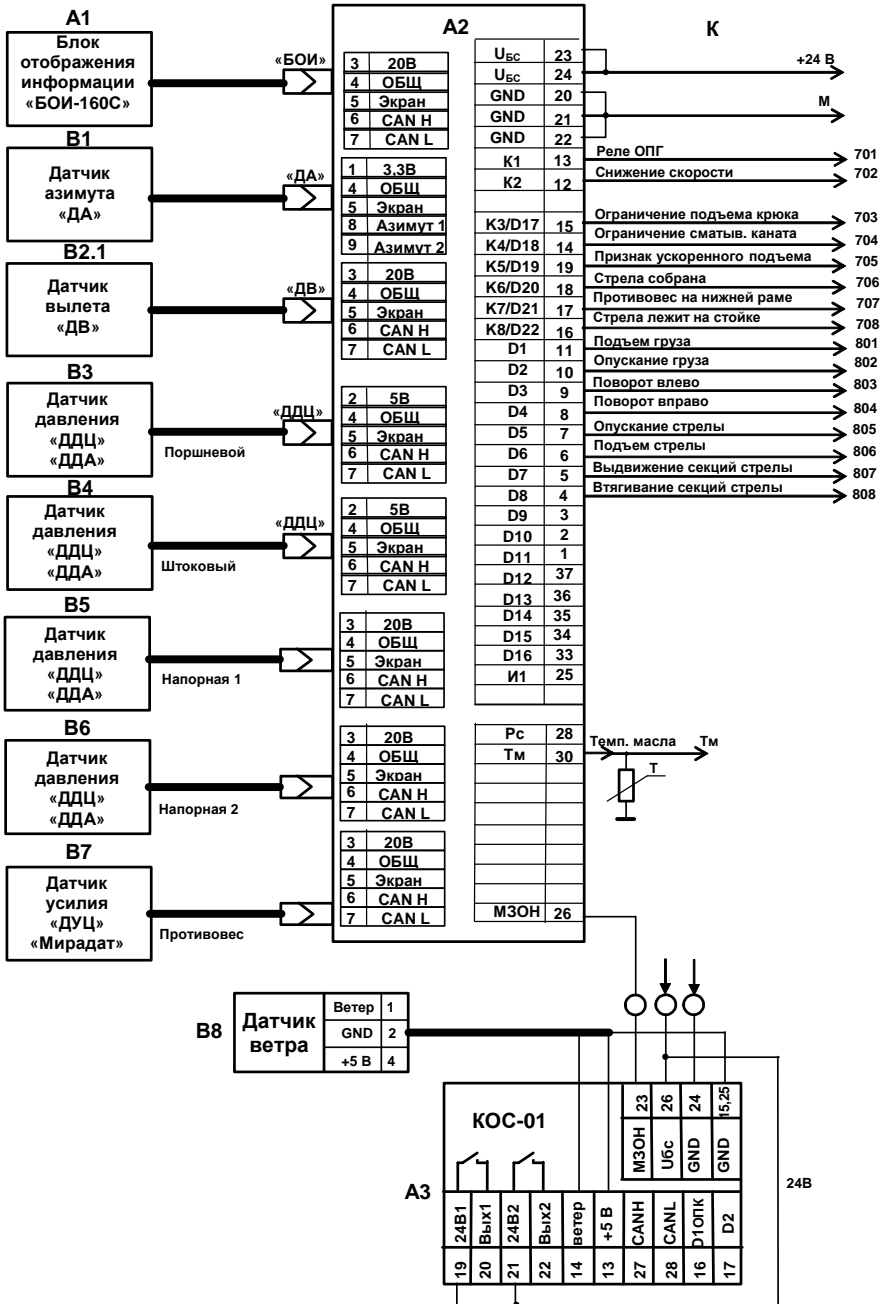 А1
Блок
отображения
информации
«БОИ-160С»
«БОИ»
В1
Датчик
азимута
«ДА»
«ДА»
В2.1
Датчик
вылета
«ДВ»
«ДВ»
В3
Датчик
давления
«ДДЦ»
«ДДА»
Поршневой
«ДДЦ»
В4
Датчик
давления
«ДДЦ»
«ДДА»
Штоковый
«ДДЦ»
В5
Датчик
давления
«ДДЦ»
«ДДА»
Напорная 1
В6
Датчик
давления
«ДДЦ»
«ДДА»
Напорная 2
В7
Датчик
усилия
«ДУЦ»
«Мирадат»
Противовес
А2
3 20В
4 ОБЩ
5 Экран
6 CAN H
7 CAN L
1 3,3В
4 ОБЩ
5 Экран
8 Азимут 1
9 Азимут 2
3 20В
4 ОБЩ
5 Экран
6 CAN H
7 CAN L
2 5В
4 ОБЩ
5 Экран
6 CAN H
7 CAN L
2 5В
4 ОБЩ
5 Экран
6 CAN H
7 CAN L
3 20В
4 ОБЩ
5 Экран
6 CAN H
7 CAN L
3 20В
4 ОБЩ
5 Экран
6 CAN H
7 CAN L
3 20В
4 ОБЩ
5 Экран
6 CAN H
7 CAN L
К
UБС 23 +24 В
UБС 24
GND 20
GND 21 М
GND 22
К1 13 Реле ОПГ 701
К2 12 Снижение скорости 702
К3/D17 15 Ограничение подъема крюка 703
К4/D18 14 Ограничение сматыв. каната 704
К5/D19 19 Признак ускоренного подъема 705
К6/D20 18 Стрела собрана 706
К7/D21 17 Противовес на нижней раме 707
К8/D22 16 Стрела лежит на стойке 708
D1 11 Подъем груза 801
D2 10 Опускание груза 802
D3 9 Поворот влево 803
D4 8 Поворот вправо 804
D5 7 Опускание стрелы 805
D6 6 Подъем стрелы 806
D7 5 Выдвижение секций стрелы 807
D8 4 Втягивание секций стрелы 808
D9 3
D10 2
D11 1
D12 37
D13 36
D14 35
D15 34
D16 33
И1 25
Рс 28
Тм 30 Темп. масла Тм
Т
МЗОН 26
В8
Датчик
ветра
Ветер 1
GND 2
+5 В 4
А3
КОС-01
МЗОН 23
Uбс 26
GND 24
GND 15,25
24В
24В1 19
Вых1 20
24В2 21
Вых2 22
ветер 14
+5 В 13
CANH 27
CANL 28
D1ОПК 16
D2 17